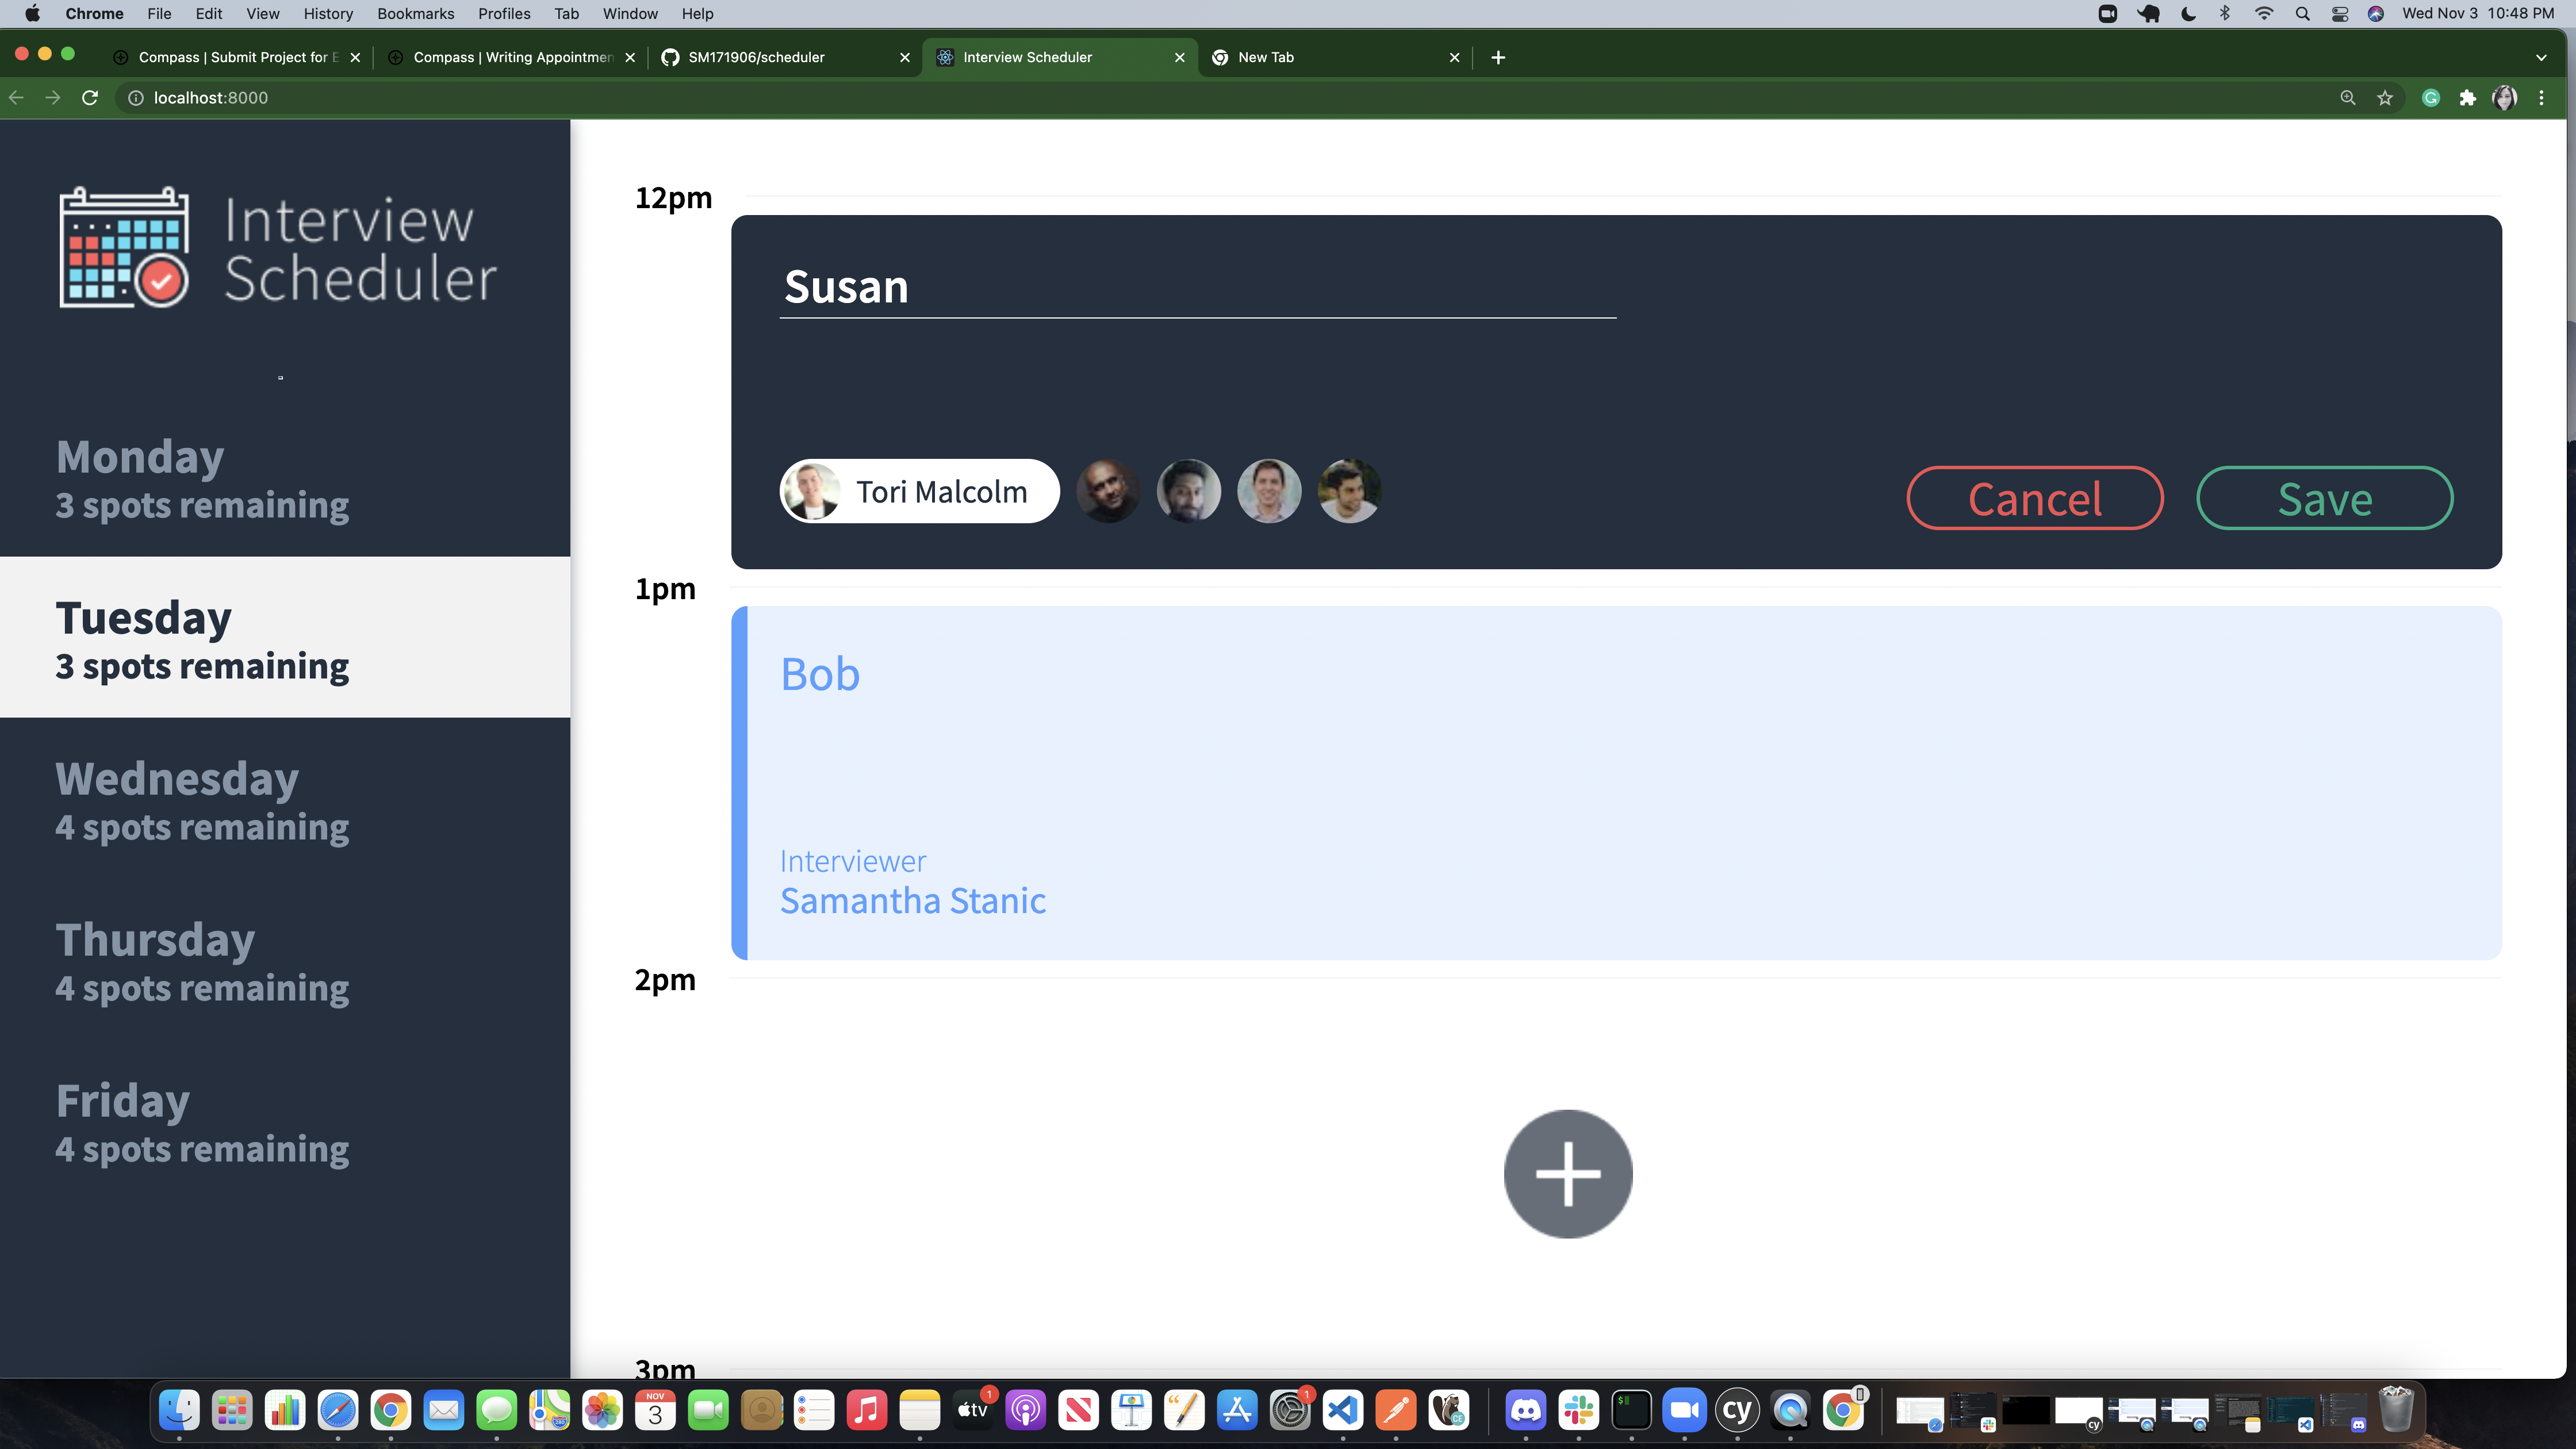 Chrome File Edit View History Bookmarks Profiles Tab Window Help Wed Nov 3 10:48 PM
Compass | Submit Project for E Compass | Writing Appointmen SM171906/scheduler Interview Scheduler New Tab
localhost:8000
Interview
Scheduler
Monday
3 spots remaining
Tuesday
3 spots remaining
Wednesday
4 spots remaining
Thursday
4 spots remaining
Friday
4 spots remaining
12pm
Susan
Tori Malcolm
Cancel
Save
1pm
Bob
Interviewer
Samantha Stanic
2pm
3pm
NOV
3
tv
1
1
CE
$
cy
cy